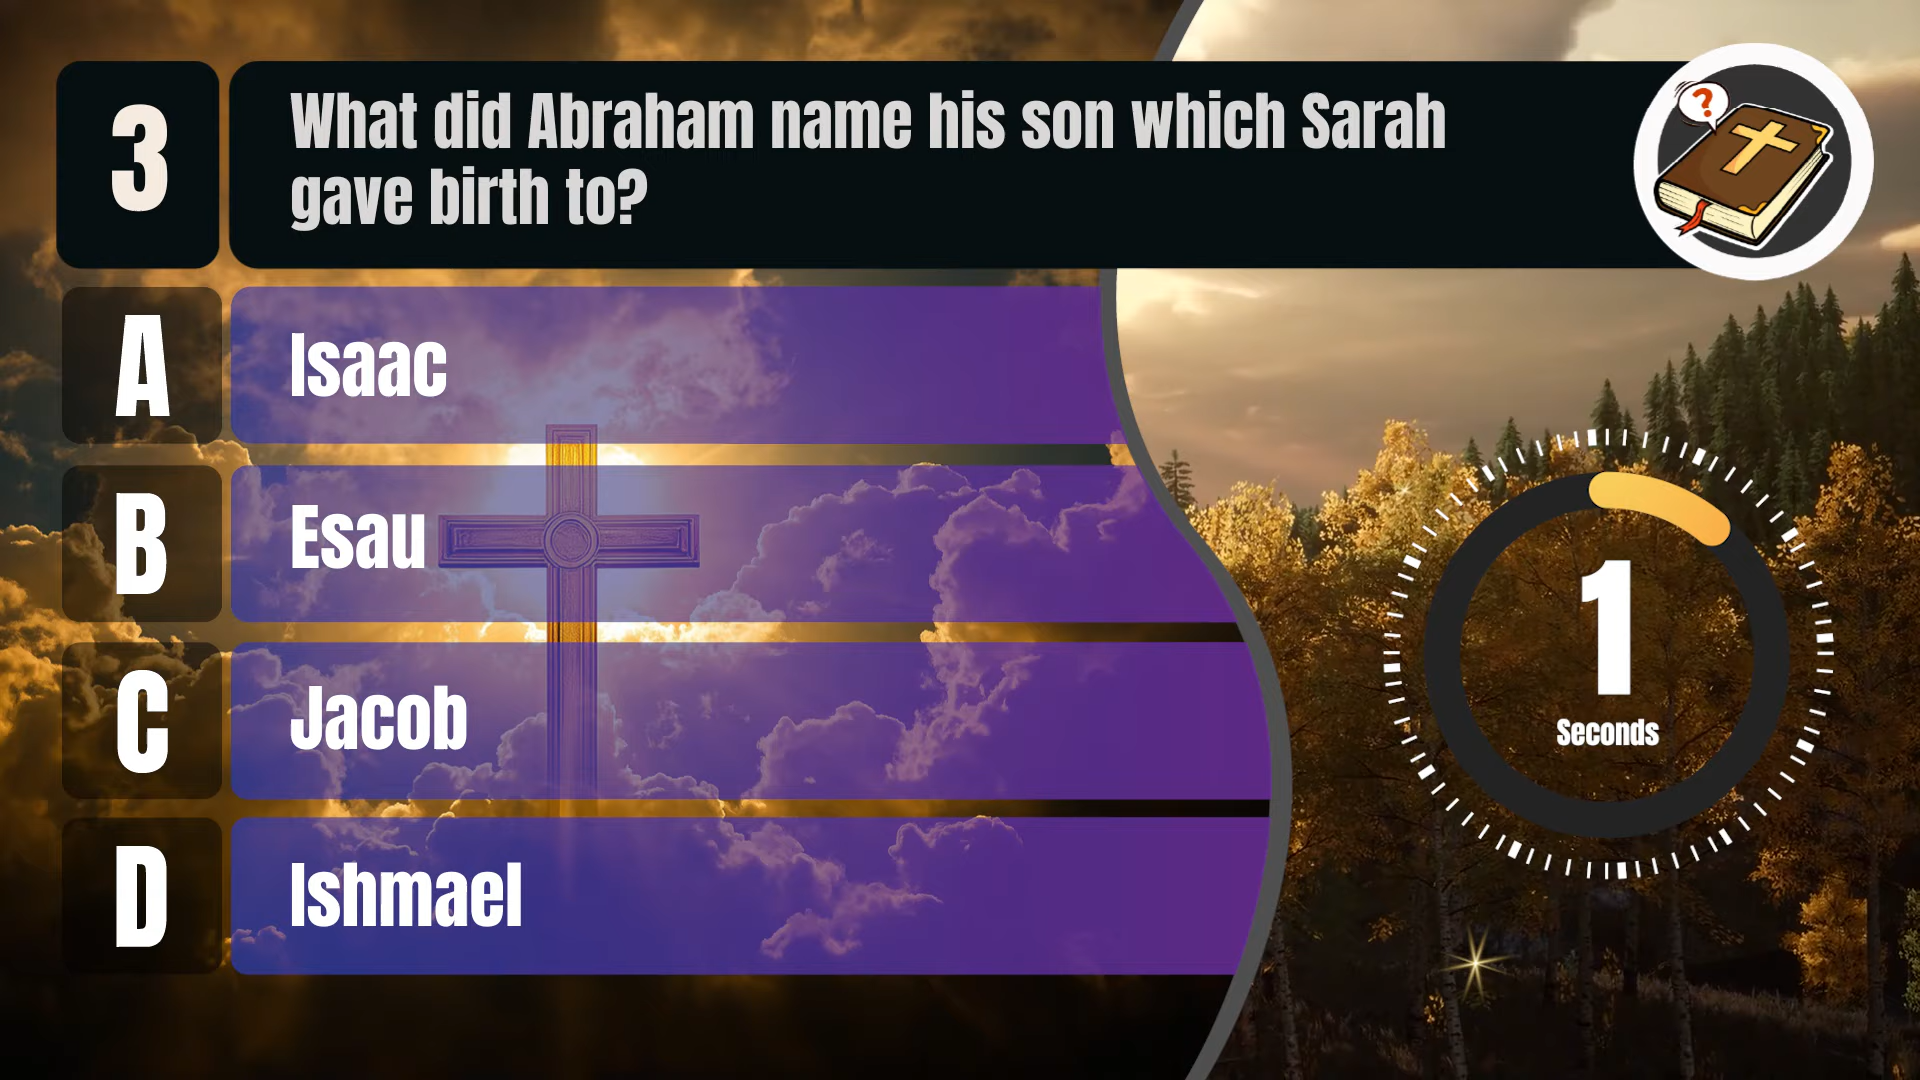 3
What did Abraham name his son which Sarah
gave birth to?
?
A
Isaac
B
Esau
C
Jacob
D
Ishmael
1
Seconds